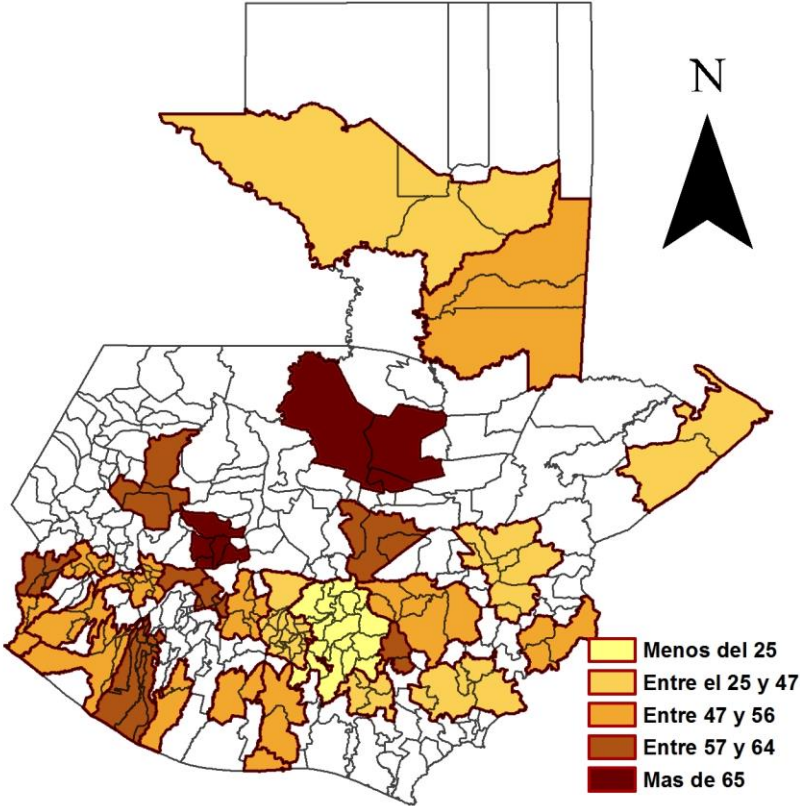 N
Menos del 25
Entre el 25 y 47
Entre 47 y 56
Entre 57 y 64
Mas de 65